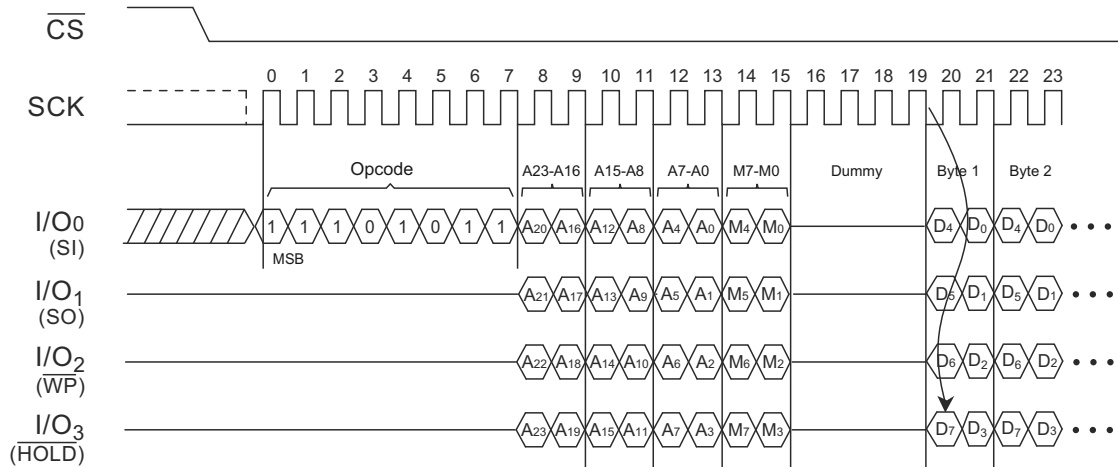 CS
0 1 2 3 4 5 6 7 8 9 10 11 12 13 14 15 16 17 18 19 20 21 22 23
SCK
Opcode A23-A16 A15-A8 A7-A0 M7-M0 Dummy Byte 1 Byte 2
I/O0 1 1 1 0 1 0 1 1 A20 A16 A12 A8 A4 A0 M4 M0 D4 D0 D4 D0 • • •
(SI)
MSB
I/O1 A21 A17 A13 A9 A5 A1 M5 M1 D5 D1 D5 D1 • • •
(SO)
I/O2 A22 A18 A14 A10 A6 A2 M6 M2 D6 D2 D6 D2 • • •
(WP)
I/O3 A23 A19 A15 A11 A7 A3 M7 M3 D7 D3 D7 D3 • • •
(HOLD)